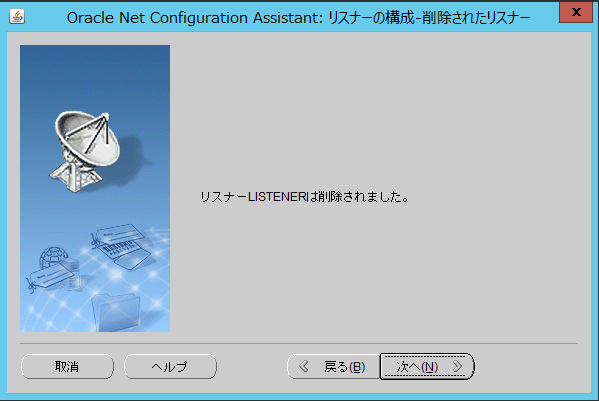 Oracle Net Configuration Assistant: リスナーの構成-削除されたリスナー
x
リスナーLISTENERは削除されました。
取消
ヘルプ
戻る(B)
次へ(N)